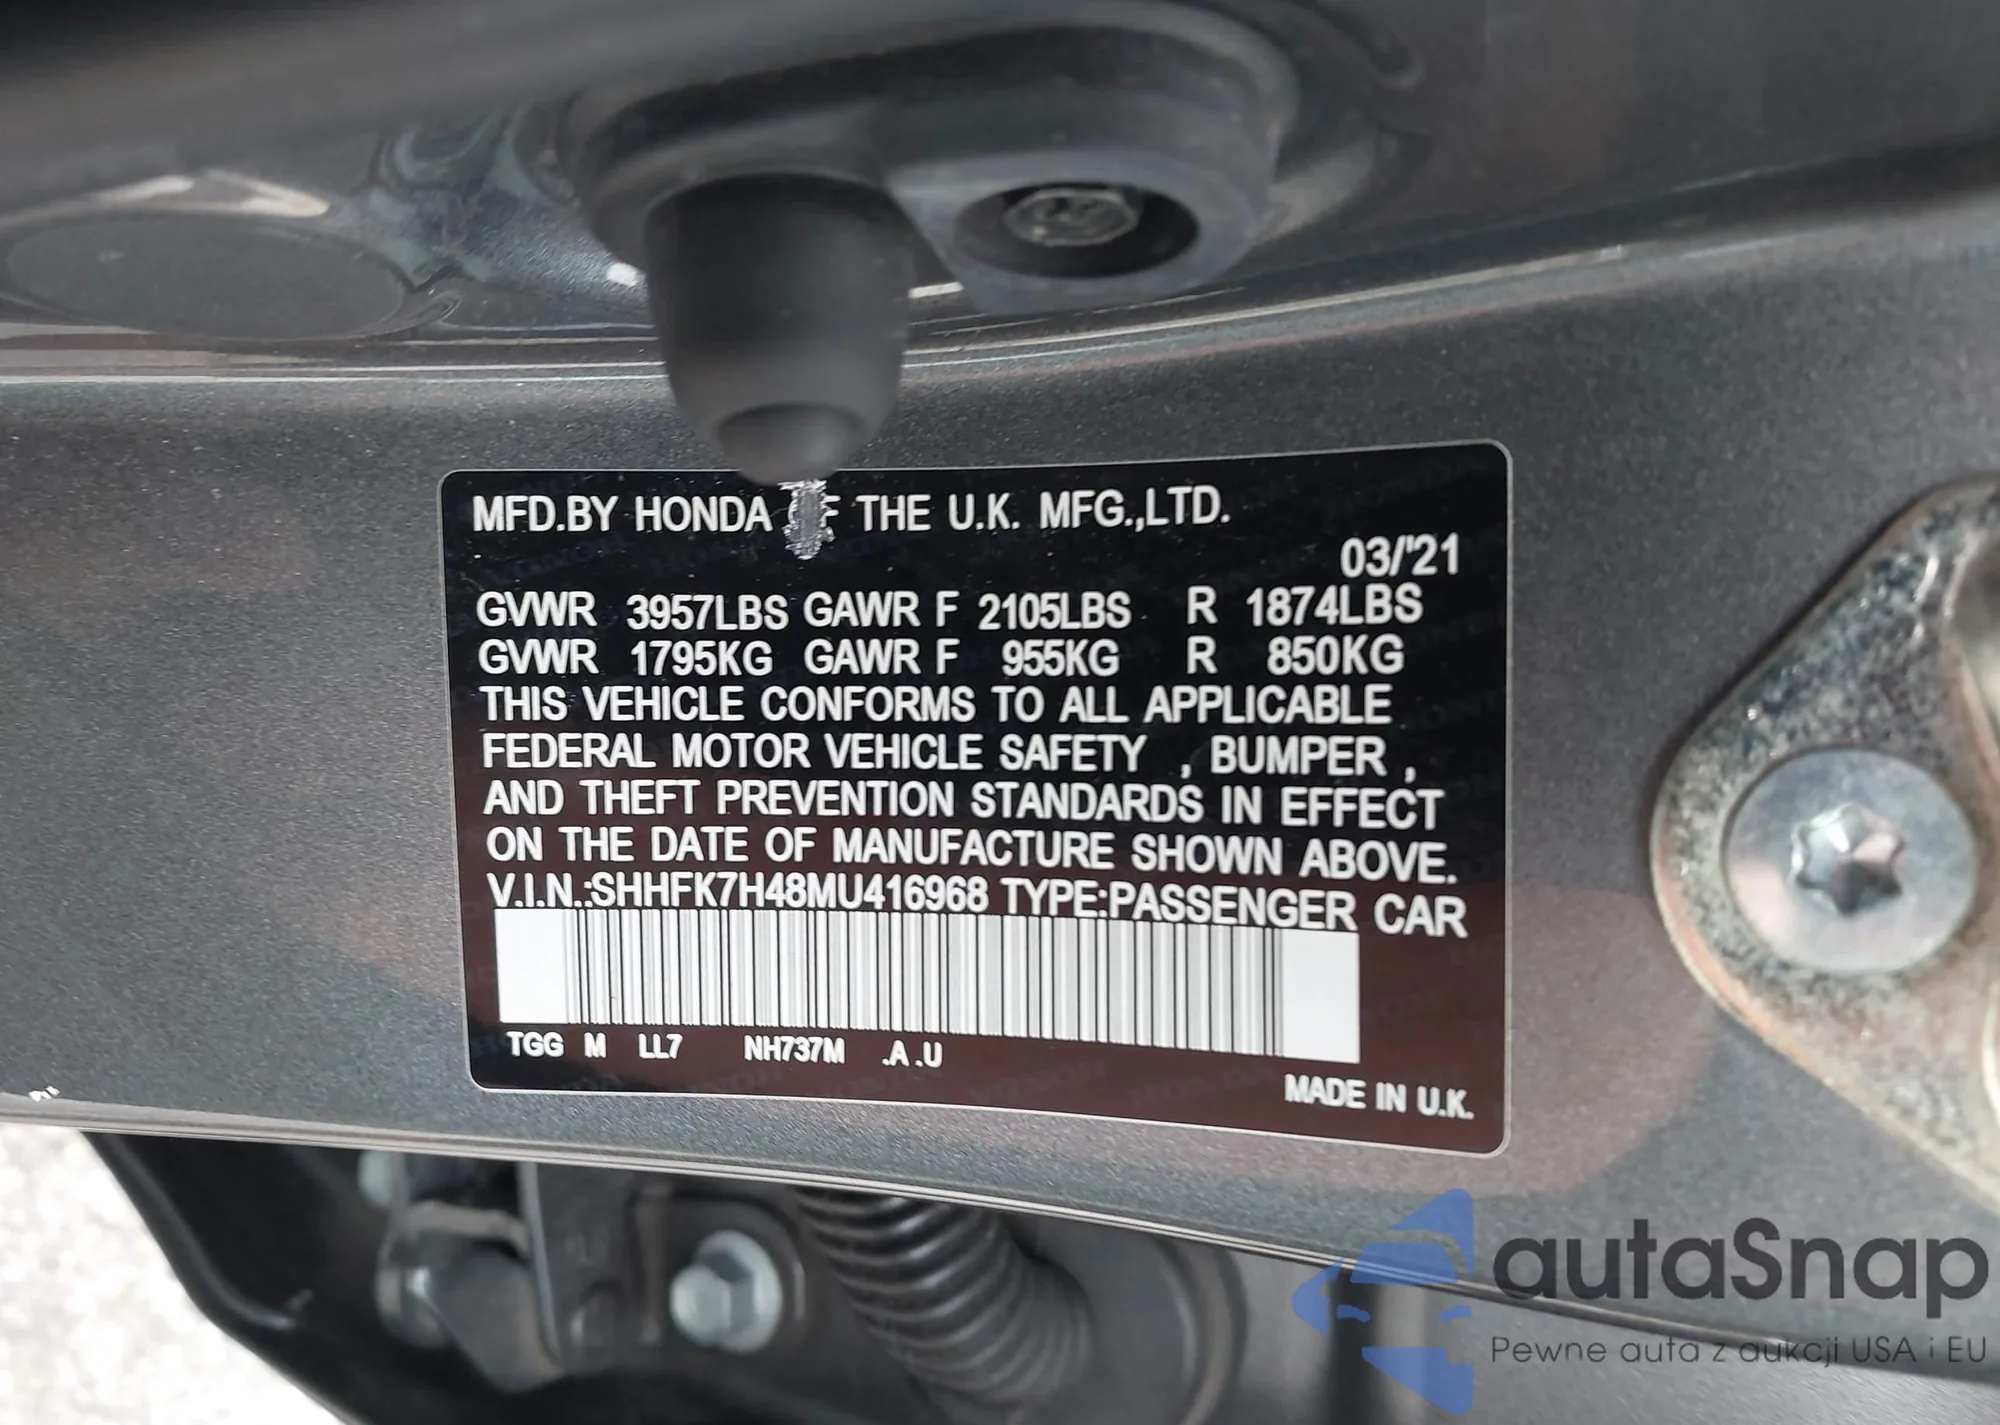 MFD.BY HONDA OF THE U.K. MFG.,LTD.
03/'21
GVWR 3957LBS GAWR F 2105LBS R 1874LBS
GVWR 1795KG GAWR F 955KG R 850KG
THIS VEHICLE CONFORMS TO ALL APPLICABLE
FEDERAL MOTOR VEHICLE SAFETY , BUMPER ,
AND THEFT PREVENTION STANDARDS IN EFFECT
ON THE DATE OF MANUFACTURE SHOWN ABOVE.
V.I.N.:SHHFK7H48MU416968 TYPE:PASSENGER CAR
TGG M LL7 NH737M .A .U
MADE IN U.K.
autaSnap
Pewne auta z aukcji USA i EU